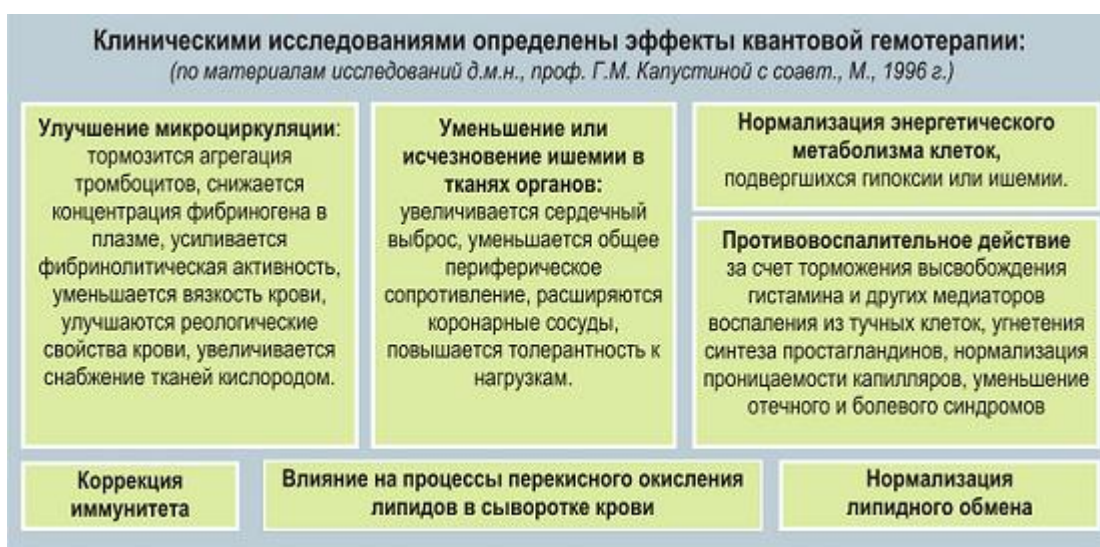 Клиническими исследованиями определены эффекты квантовой гемотерапии:
(по материалам исследований д.м.н., проф. Г.М. Капустиной с соавт., М., 1996 г.)
Улучшение микроциркуляции:
тормозится агрегация
тромбоцитов, снижается
концентрация фибриногена в
плазме, усиливается
фибринолитическая активность,
уменьшается вязкость крови,
улучшаются реологические
свойства крови, увеличивается
снабжение тканей кислородом.
Уменьшение или
исчезновение ишемии в
тканях органов:
увеличивается сердечный
выброс, уменьшается общее
периферическое
сопротивление, расширяются
коронарные сосуды,
повышается толерантность к
нагрузкам.
Нормализация энергетического
метаболизма клеток,
подвергшихся гипоксии или ишемии.
Противовоспалительное действие
за счет торможения высвобождения
гистамина и других медиаторов
воспаления из тучных клеток, угнетения
синтеза простагландинов, нормализация
проницаемости капилляров, уменьшение
отечного и болевого синдромов
Коррекция
иммунитета
Влияние на процессы перекисного окисления
липидов в сыворотке крови
Нормализация
липидного обмена